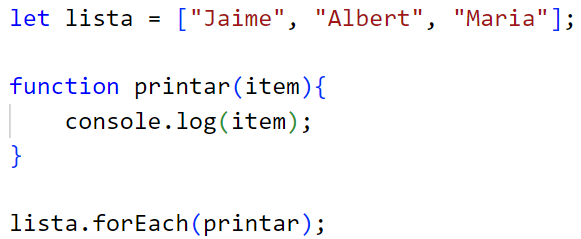 let lista = ["Jaime", "Albert", "Maria"];
function printar(item){
    console.log(item);
}
lista.forEach(printar);